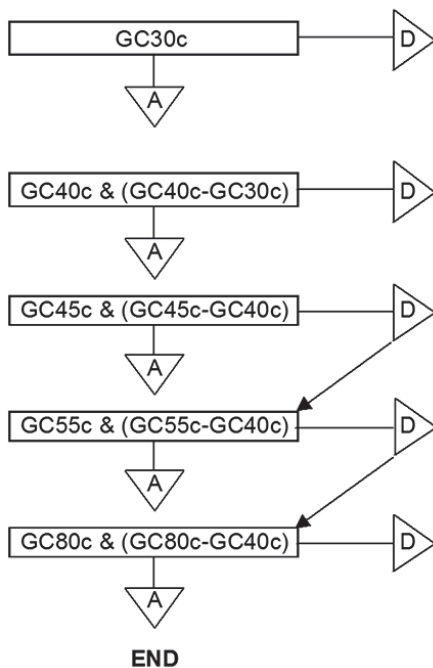 GC30c
D
A
GC40c & (GC40c-GC30c)
D
A
GC45c & (GC45c-GC40c)
D
A
GC55c & (GC55c-GC40c)
D
A
GC80c & (GC80c-GC40c)
D
A
END